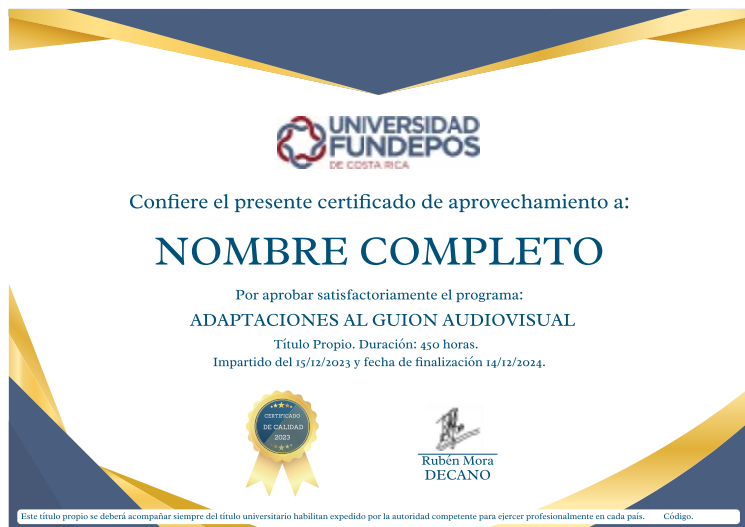 UNIVERSIDAD
FUNDEPOS
DE COSTA RICA
Confiere el presente certificado de aprovechamiento a:
NOMBRE COMPLETO
Por aprobar satisfactoriamente el programa:
ADAPTACIONES AL GUION AUDIOVISUAL
Título Propio. Duración: 450 horas.
Impartido del 15/12/2023 y fecha de finalización 14/12/2024.
CERTIFICADO
DE CALIDAD
2023
Rubén Mora
DECANO
Este título propio se deberá acompañar siempre del título universitario habilitan expedido por la autoridad competente para ejercer profesionalmente en cada país. Código.